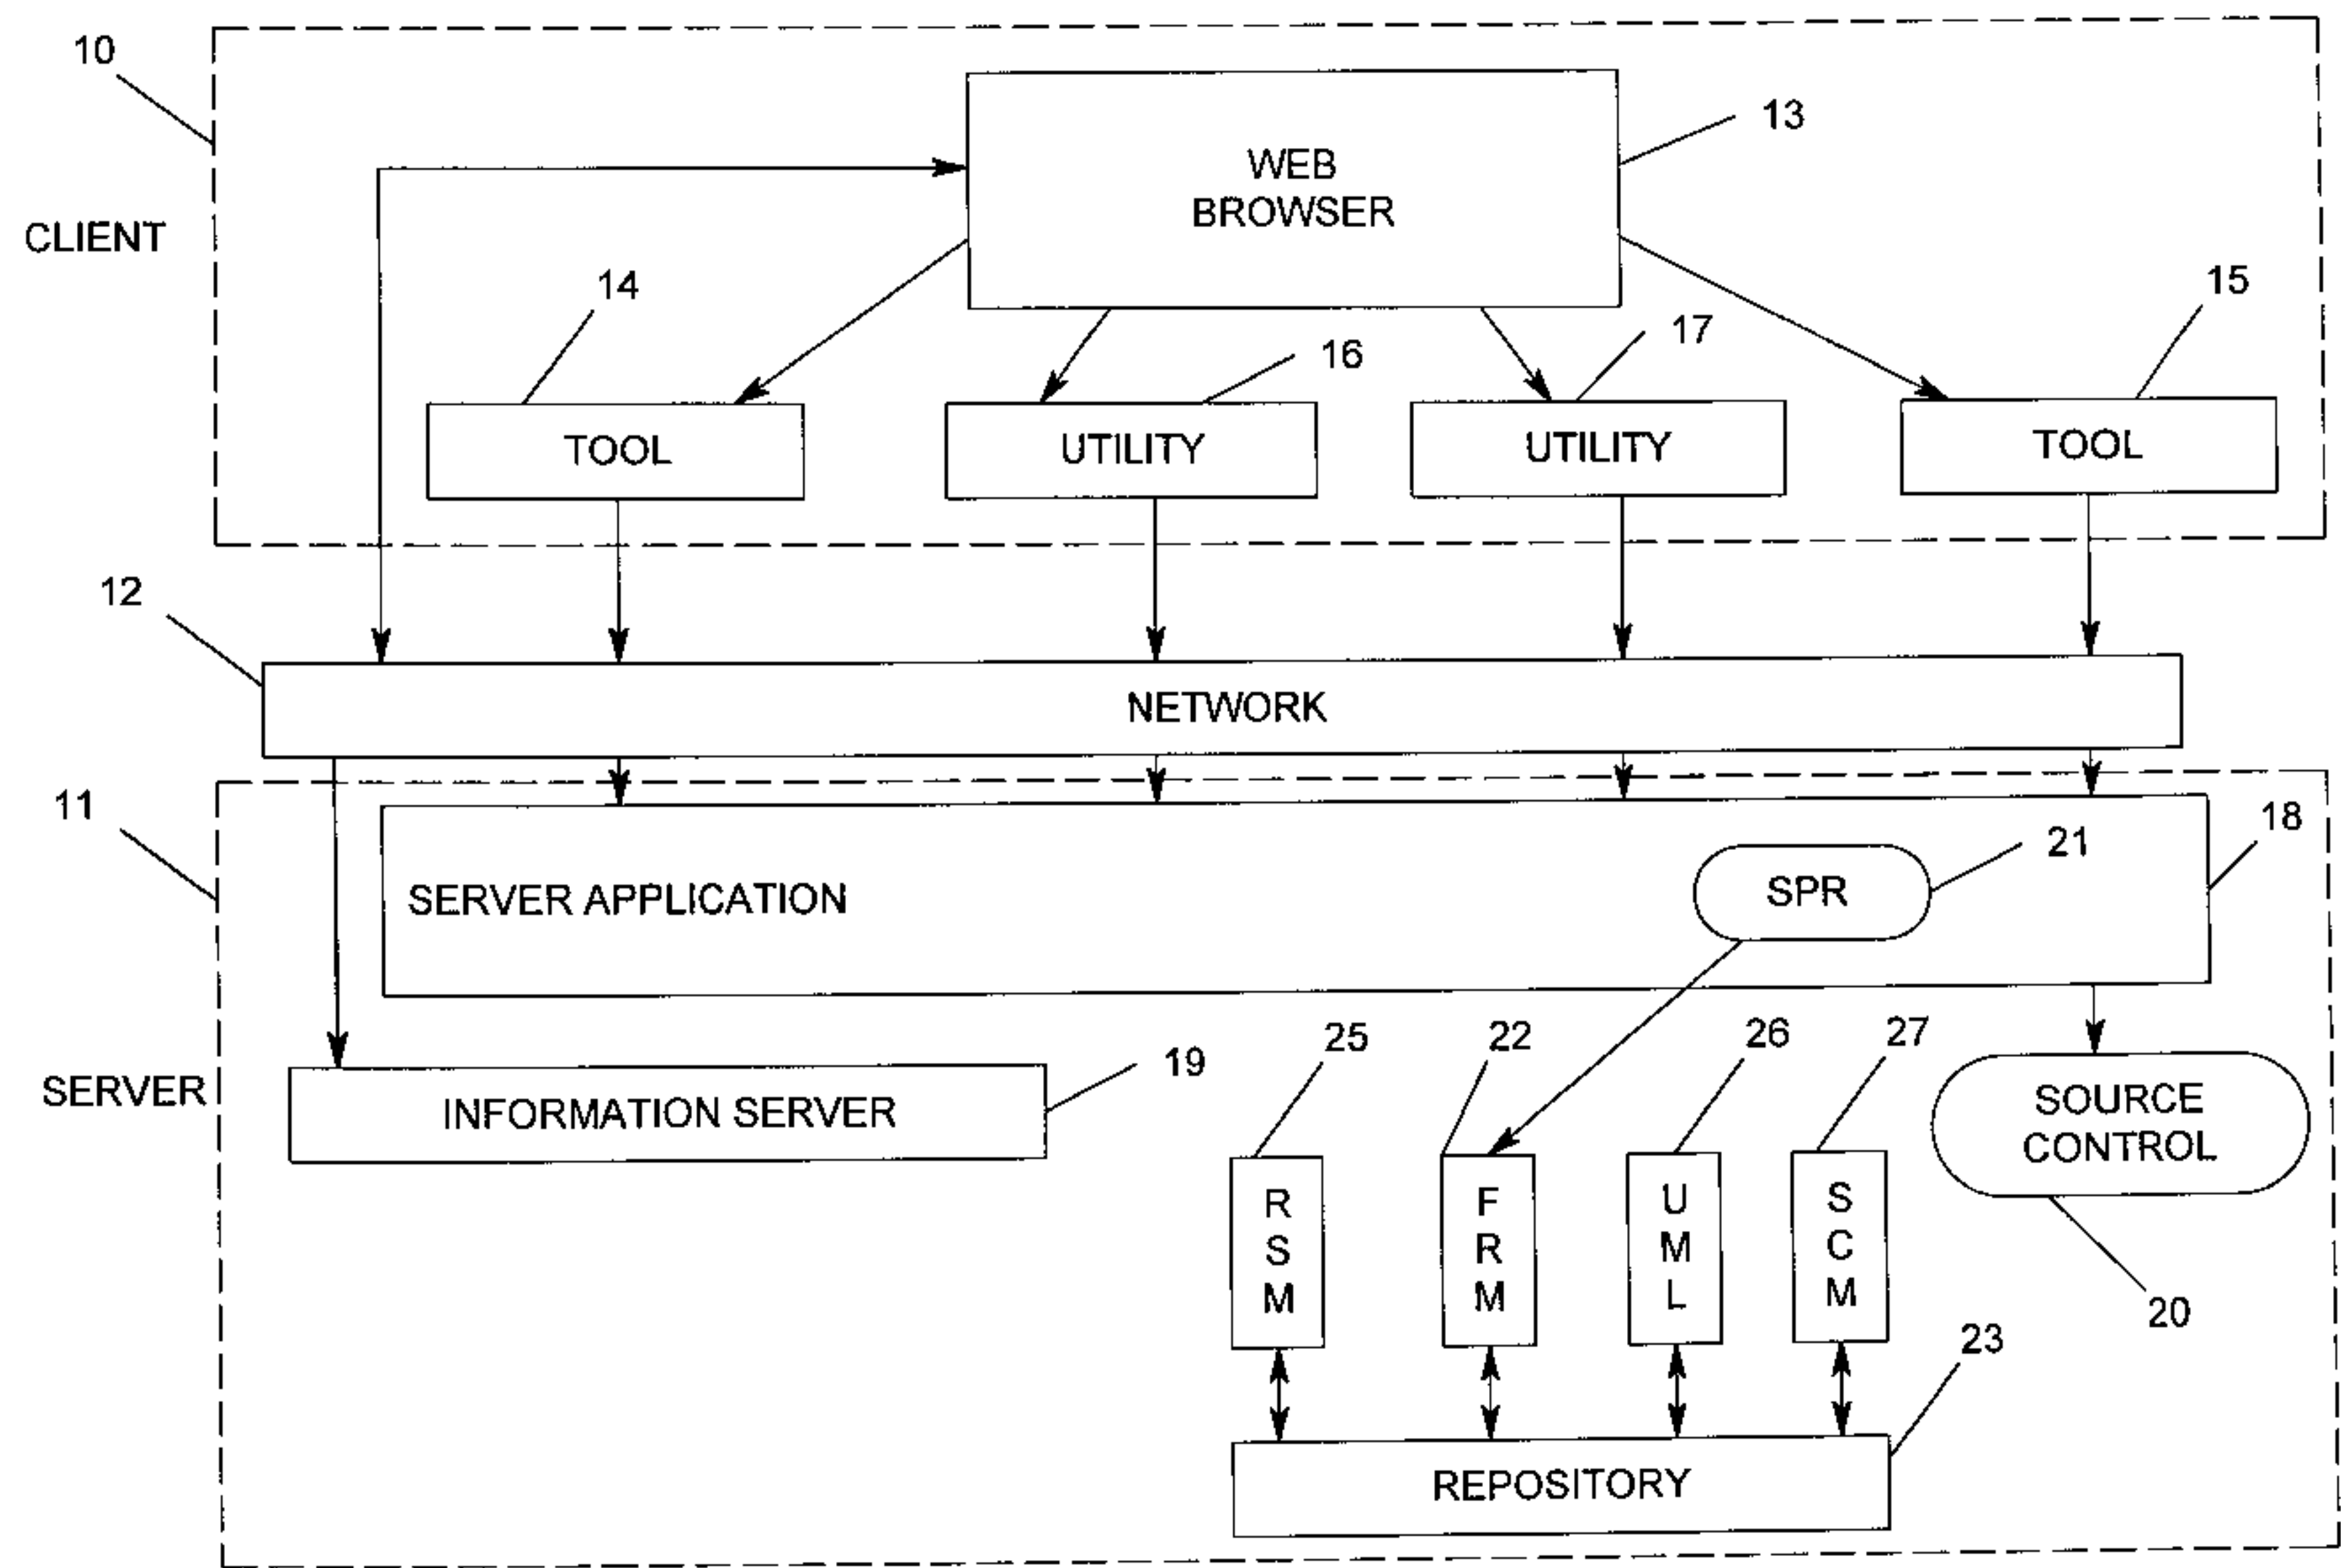 10
13
WEB
BROWSER
CLIENT
14
15
16
17
TOOL
UTILITY
UTILITY
TOOL
12
NETWORK
11
18
21
SERVER APPLICATION
SPR
25
22
26
27
19
SERVER
INFORMATION SERVER
SOURCE
CONTROL
R
S
M
F
R
M
U
M
L
S
C
M
20
23
REPOSITORY